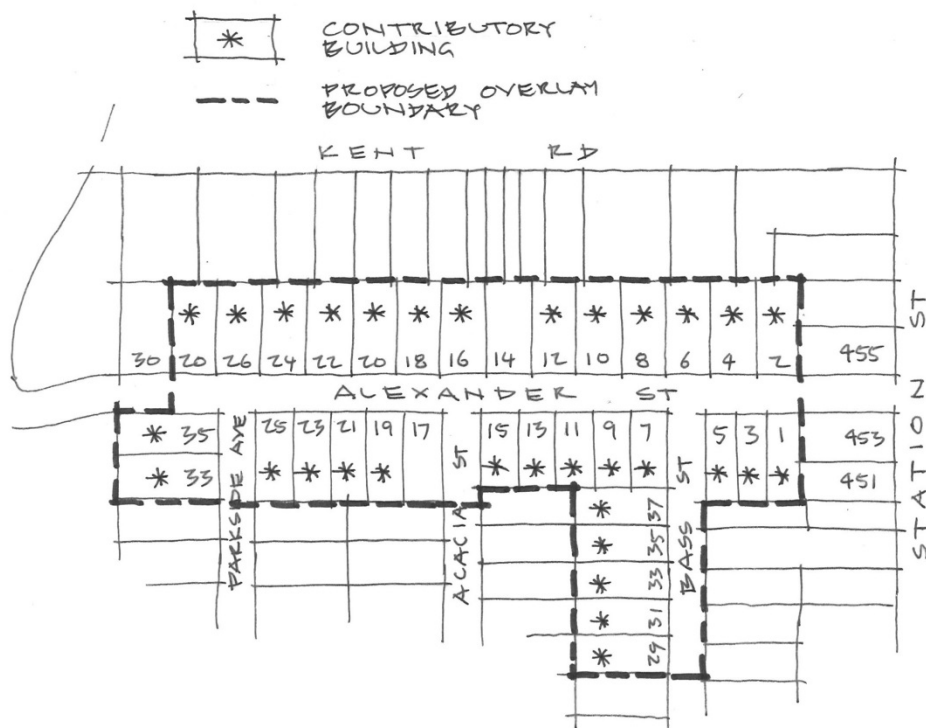 * CONTRIBUTORY
BUILDING
PROPOSED OVERLAY
BOUNDARY
KENT RD
* * * * * * * * * * * * *
30 20 26 24 22 20 18 16 14 12 10 8 6 4 2 455
ALEXANDER ST
* 35 25 23 21 19 17 15 13 11 9 7 5 3 1 453
* 33 * * * * * * * * * * * * 451
* 37
* 35
* 33
* 31
* 29
PARKSIDE AVE
ACACIA ST
BASS ST
STATION ST